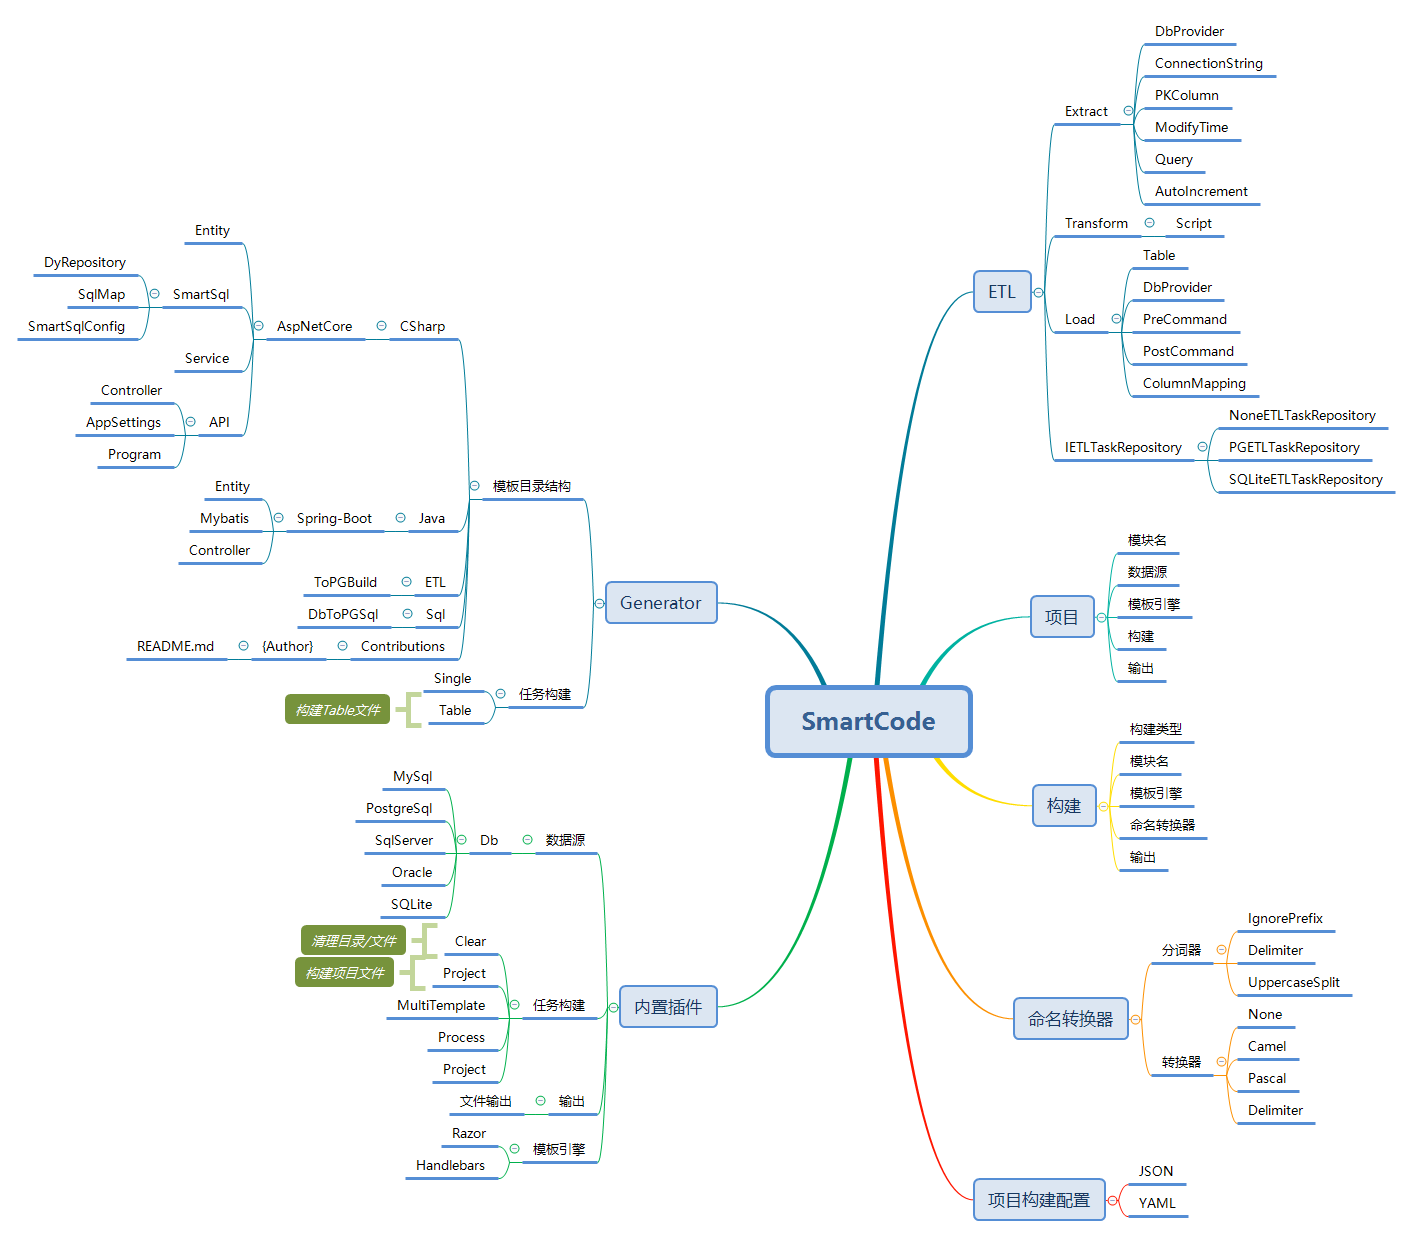 SmartCode
ETL
Extract
DbProvider
ConnectionString
PKColumn
ModifyTime
Query
AutoIncrement
Transform
Script
Load
Table
DbProvider
PreCommand
PostCommand
ColumnMapping
IETLTaskRepository
NoneETLTaskRepository
PGETLTaskRepository
SQLiteETLTaskRepository
项目
模块名
数据源
模板引擎
构建
输出
构建
构建类型
模块名
模板引擎
命名转换器
输出
命名转换器
分词器
IgnorePrefix
Delimiter
UppercaseSplit
转换器
None
Camel
Pascal
Delimiter
项目构建配置
JSON
YAML
Generator
模板目录结构
CSharp
AspNetCore
Entity
SmartSql
DyRepository
SqlMap
SmartSqlConfig
Service
API
Controller
AppSettings
Program
Java
Spring-Boot
Entity
Mybatis
Controller
ETL
ToPGBuild
Sql
DbToPGSql
Contributions
{Author}
README.md
任务构建
Single
Table
构建Table文件
内置插件
数据源
Db
MySql
PostgreSql
SqlServer
Oracle
SQLite
任务构建
Clear
清理目录/文件
Project
构建项目文件
MultiTemplate
Process
Project
输出
文件输出
模板引擎
Razor
Handlebars